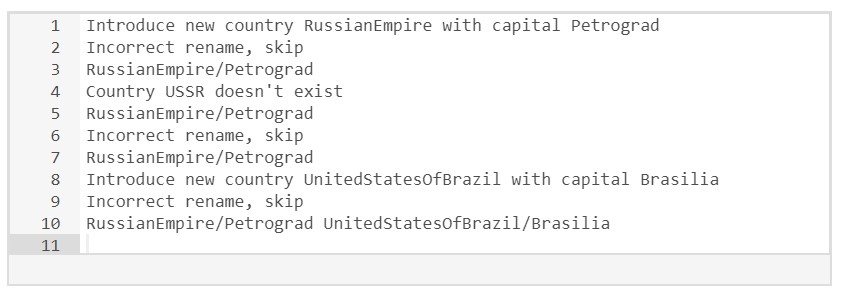 1 Introduce new country RussianEmpire with capital Petrograd
2 Incorrect rename, skip
3 RussianEmpire/Petrograd
4 Country USSR doesn't exist
5 RussianEmpire/Petrograd
6 Incorrect rename, skip
7 RussianEmpire/Petrograd
8 Introduce new country UnitedStatesOfBrazil with capital Brasilia
9 Incorrect rename, skip
10 RussianEmpire/Petrograd UnitedStatesOfBrazil/Brasilia
11